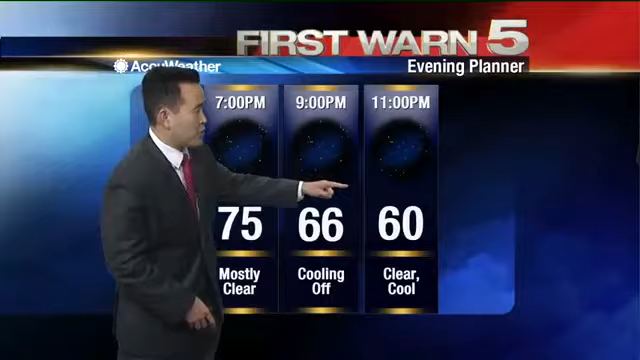 FIRST WARN 5
AccuWeather
Evening Planner
7:00PM 9:00PM 11:00PM
75 66 60
Mostly Clear
Cooling Off
Clear, Cool